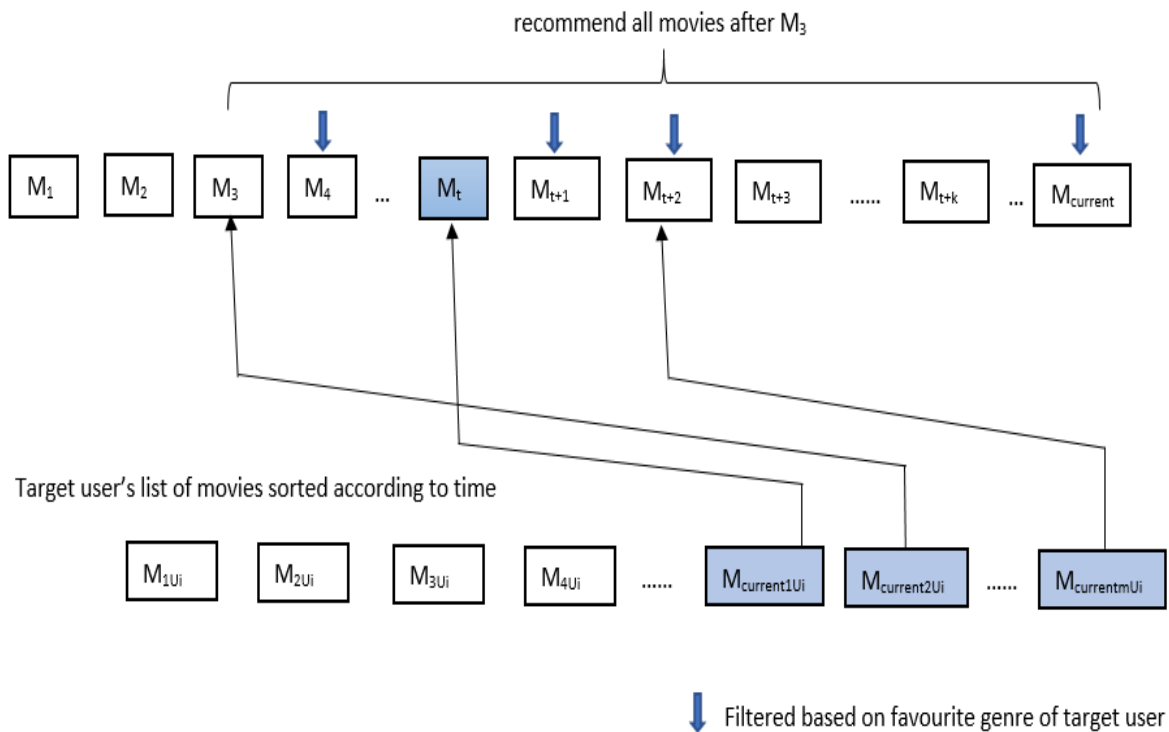 recommend all movies after M₃
M₁ M₂ M₃ M₄ ... Mₜ Mₜ₊₁ Mₜ₊₂ Mₜ₊₃ ...... Mₜ₊ₖ ... Mcurrent
Target user’s list of movies sorted according to time
M1Ui M2Ui M3Ui M4Ui ...... Mcurrent1Ui Mcurrent2Ui ...... McurrentmUi
Filtered based on favourite genre of target user